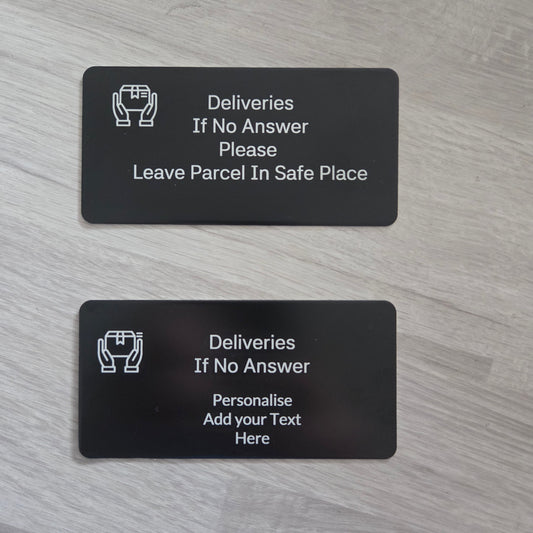 Deliveries
If No Answer
Please
Leave Parcel In Safe Place
Deliveries
If No Answer
Personalise
Add your Text
Here